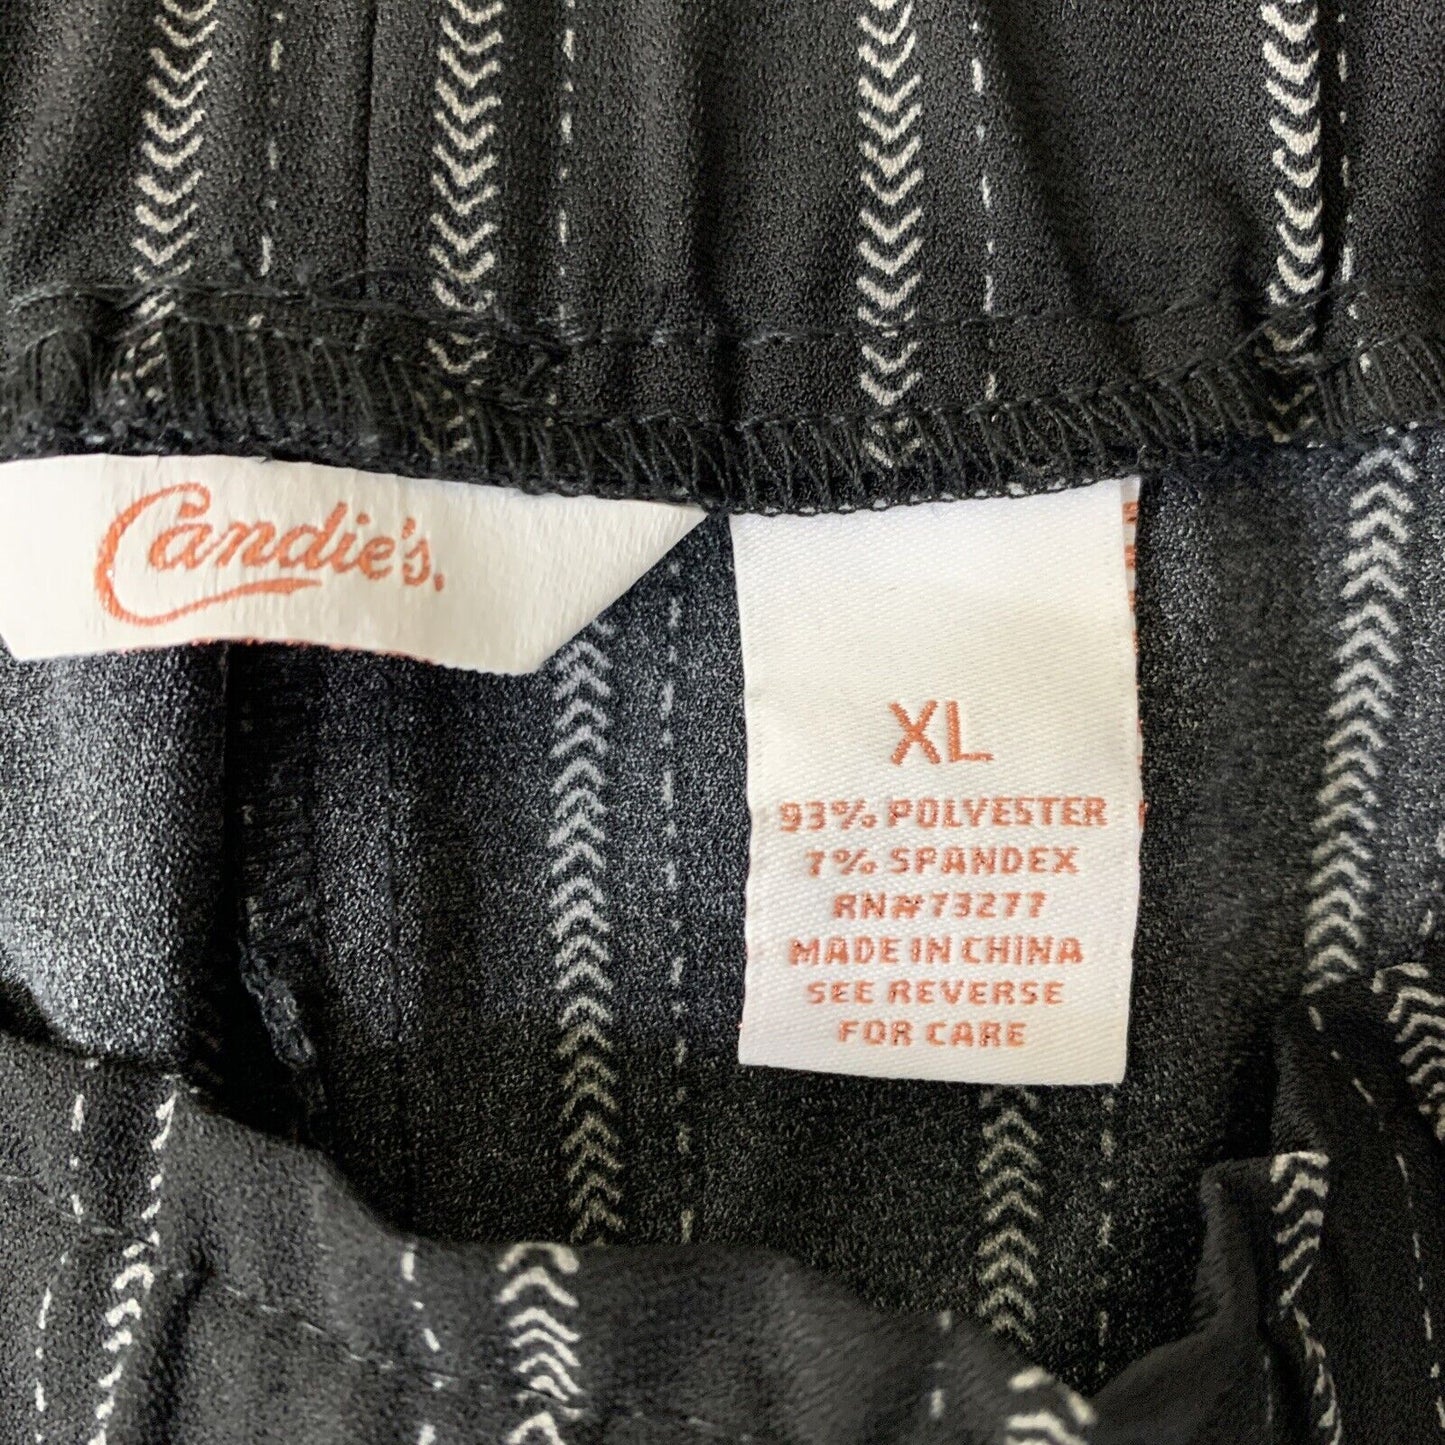 Candie's.
XL
93% POLYESTER
7% SPANDEX
RN#73277
MADE IN CHINA
SEE REVERSE
FOR CARE